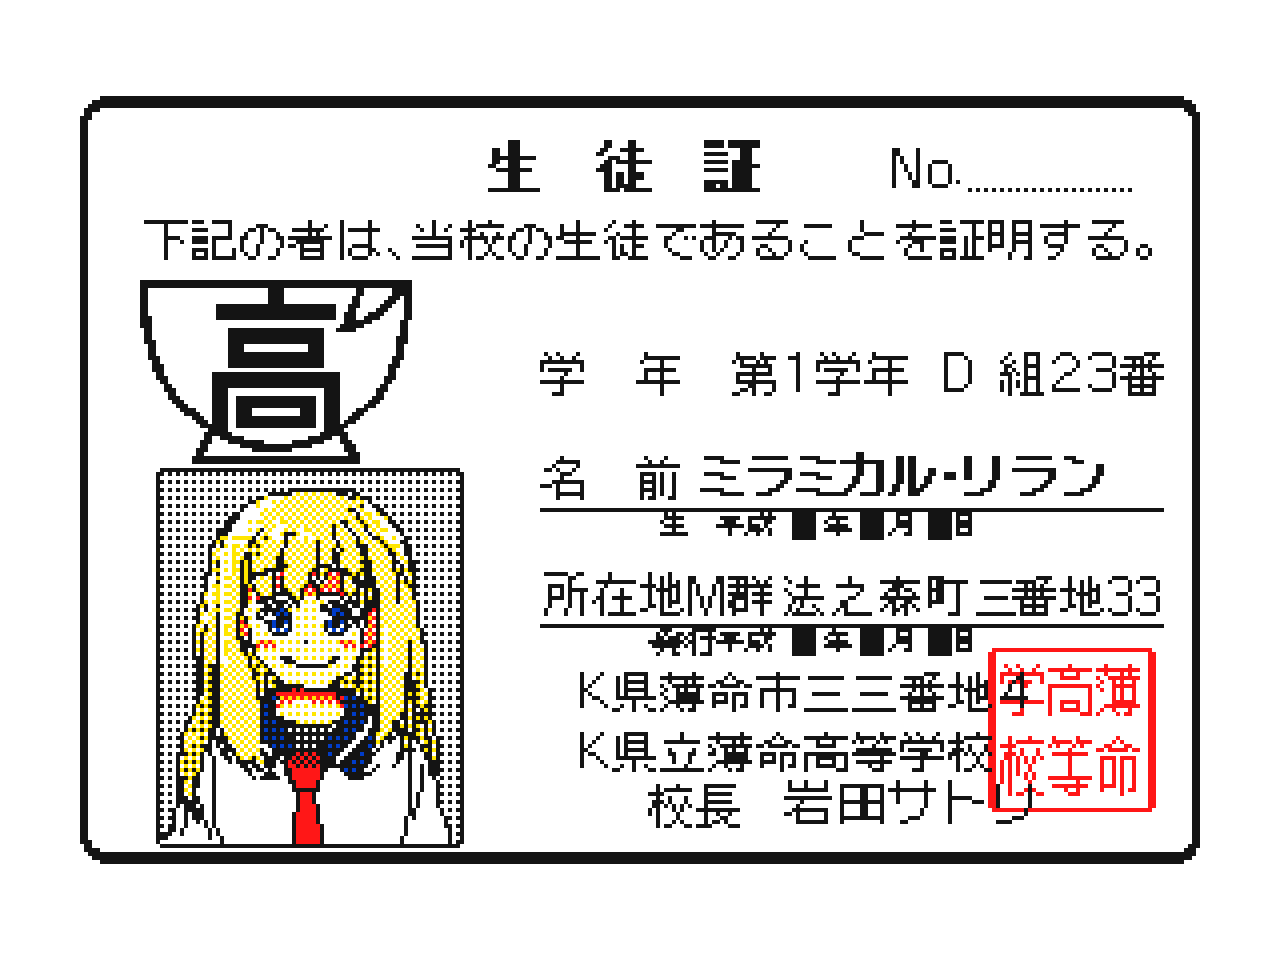 生徒証 No.
下記の者は、当校の生徒であることを証明する。
高
学 年 第1学年 D 組23番
名 前 ミラミカル・リラン
生 平成 █年█月█日
所在地M群法之森町三番地33
発行平成 █年█月█日
K県薄命市三三番地4
K県立薄命高等学校
校長 岩田サトリ
薄命高等学校